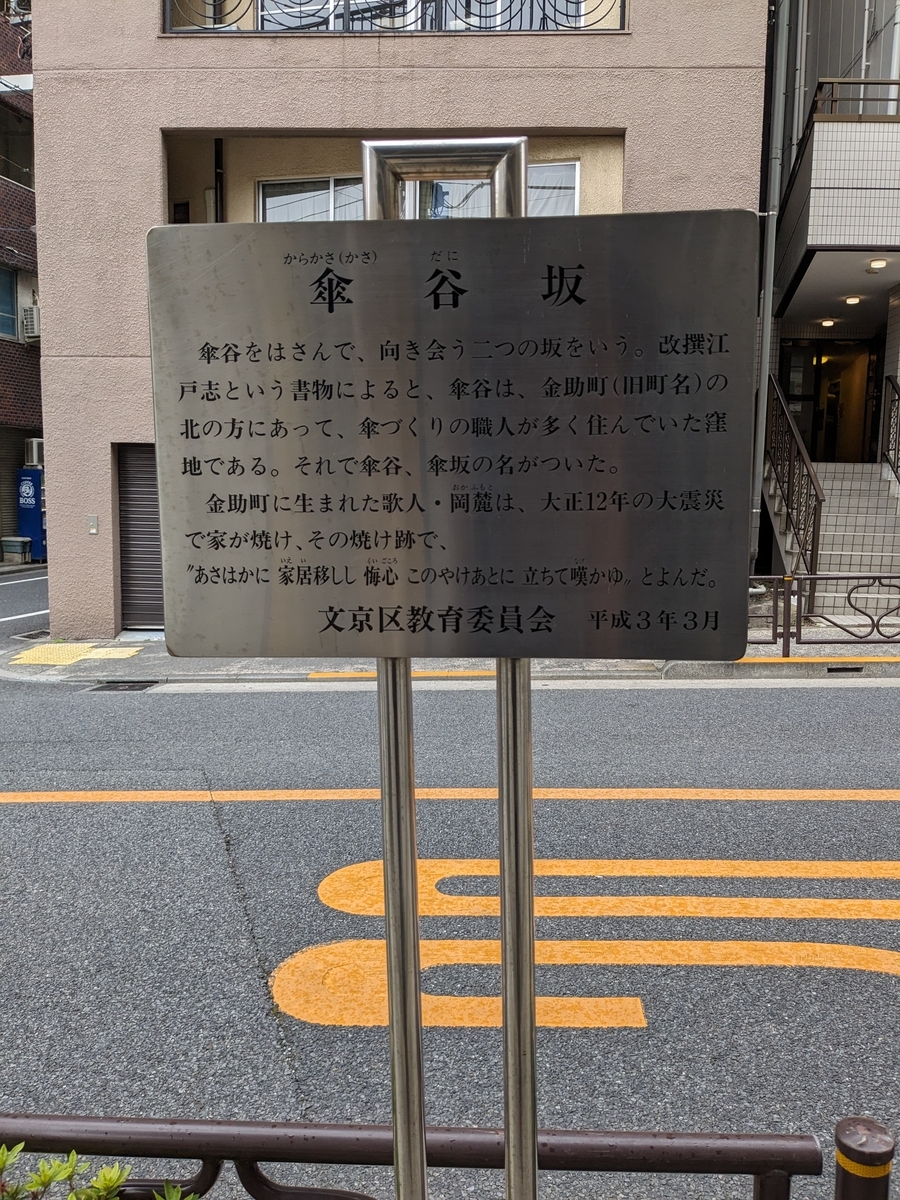 からかさ(かさ) だに
傘谷坂
傘谷をはさんで、向き会う二つの坂をいう。改撰江
戸志という書物によると、傘谷は、金助町(旧町名)の
北の方にあって、傘づくりの職人が多く住んでいた窪
地である。それで傘谷、傘坂の名がついた。
おかふもと
金助町に生まれた歌人・岡麓は、大正12年の大震災
で家が焼け、その焼け跡で、
いえ い くい ごころ うた
〝あさはかに 家居移しし 悔心 このやけあとに 立ちて嘆かゆ〟とよんだ。
文京区教育委員会 平成3年3月
BOSS